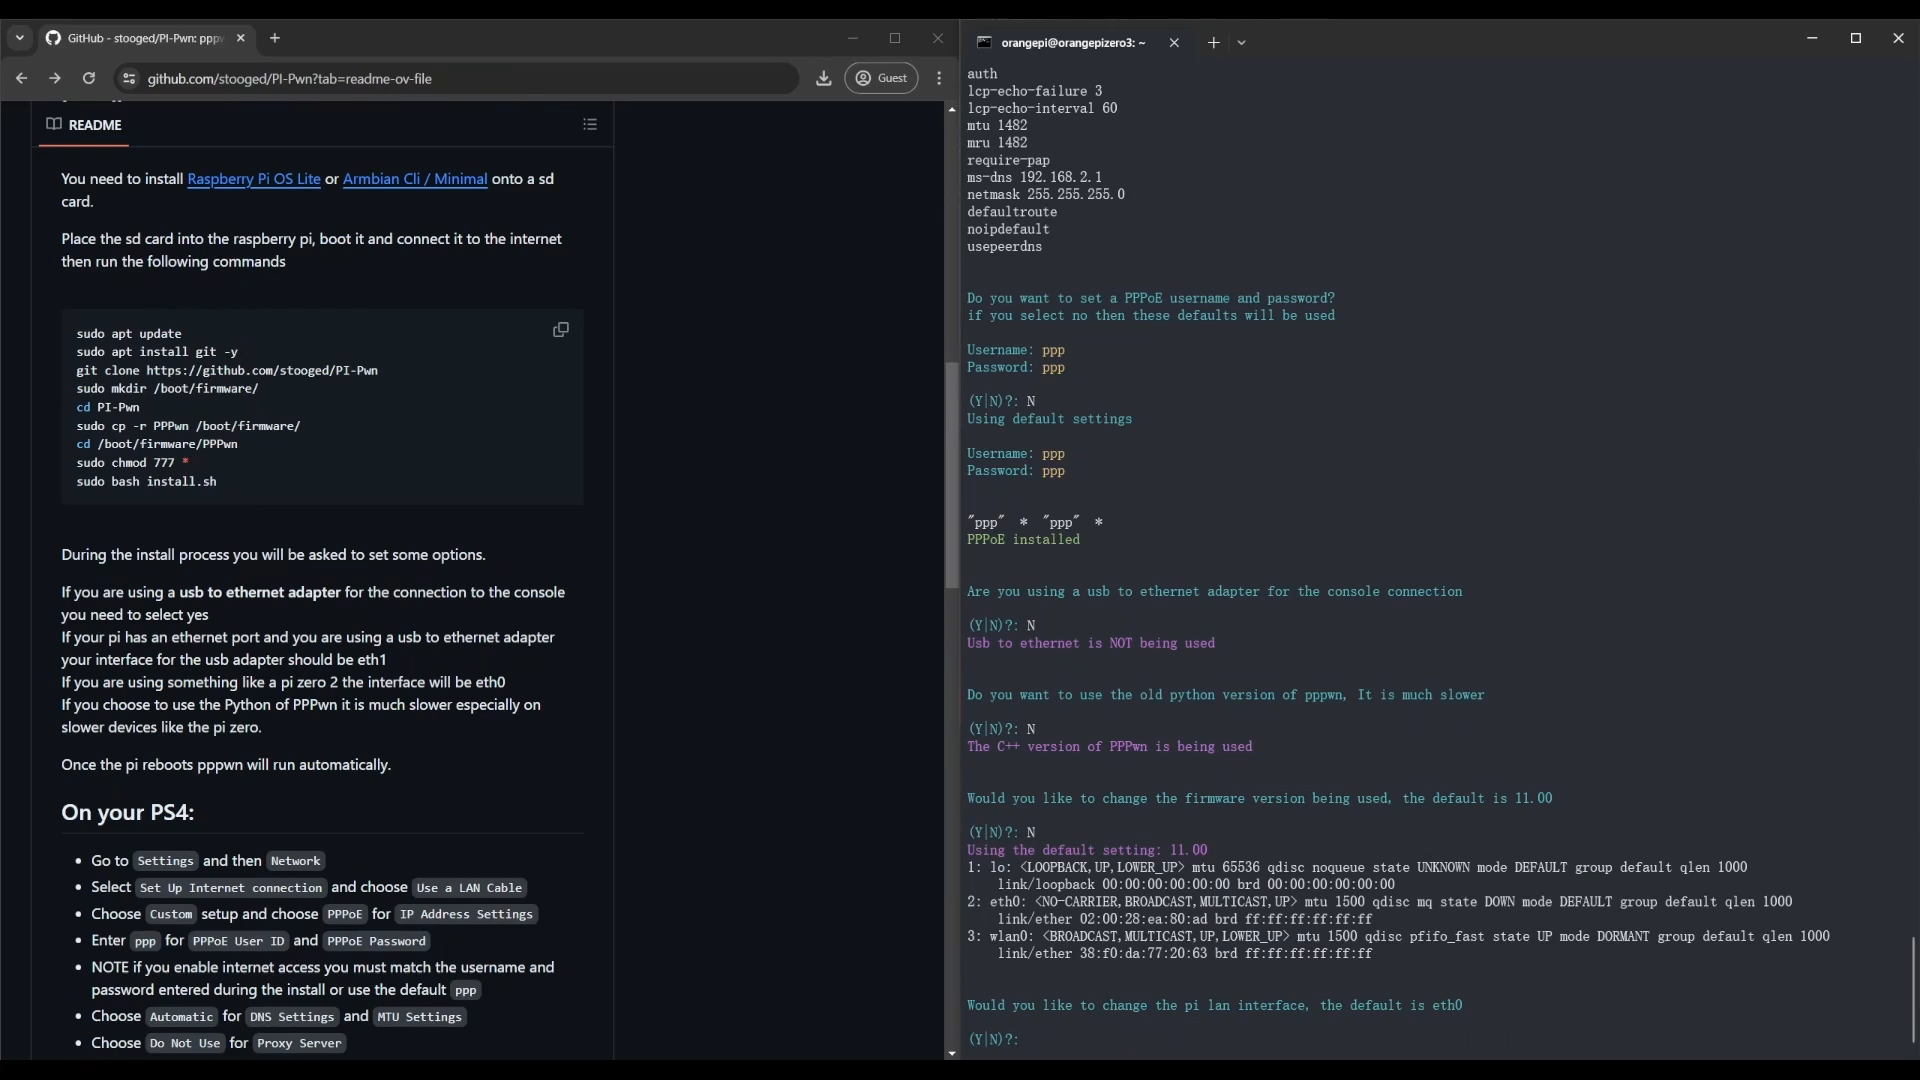 GitHub - stooged/PI-Pwn: pppw
github.com/stooged/PI-Pwn?tab=readme-ov-file
Guest
README
You need to install Raspberry Pi OS Lite or Armbian Cli / Minimal onto a sd
card.
Place the sd card into the raspberry pi, boot it and connect it to the internet
then run the following commands
sudo apt update
sudo apt install git -y
git clone https://github.com/stooged/PI-Pwn
sudo mkdir /boot/firmware/
cd PI-Pwn
sudo cp -r PPPwn /boot/firmware/
cd /boot/firmware/PPPwn
sudo chmod 777 *
sudo bash install.sh
During the install process you will be asked to set some options.
If you are using a usb to ethernet adapter for the connection to the console
you need to select yes
If your pi has an ethernet port and you are using a usb to ethernet adapter
your interface for the usb adapter should be eth1
If you are using something like a pi zero 2 the interface will be eth0
If you choose to use the Python of PPPwn it is much slower especially on
slower devices like the pi zero.
Once the pi reboots pppwn will run automatically.
On your PS4:
• Go to Settings and then Network
• Select Set Up Internet connection and choose Use a LAN Cable
• Choose Custom setup and choose PPPoE for IP Address Settings
• Enter ppp for PPPoE User ID and PPPoE Password
• NOTE if you enable internet access you must match the username and
password entered during the install or use the default ppp
• Choose Automatic for DNS Settings and MTU Settings
• Choose Do Not Use for Proxy Server
orangepi@orangepizero3: ~
auth
lcp-echo-failure 3
lcp-echo-interval 60
mtu 1482
mru 1482
require-pap
ms-dns 192.168.2.1
netmask 255.255.255.0
defaultroute
noipdefault
usepeerdns
Do you want to set a PPPoE username and password?
if you select no then these defaults will be used
Username: ppp
Password: ppp
(Y|N)?: N
Using default settings
Username: ppp
Password: ppp
"ppp" * "ppp" *
PPPoE installed
Are you using a usb to ethernet adapter for the console connection
(Y|N)?: N
Usb to ethernet is NOT being used
Do you want to use the old python version of pppwn, It is much slower
(Y|N)?: N
The C++ version of PPPwn is being used
Would you like to change the firmware version being used, the default is 11.00
(Y|N)?: N
Using the default setting: 11.00
1: lo: <LOOPBACK,UP,LOWER_UP> mtu 65536 qdisc noqueue state UNKNOWN mode DEFAULT group default qlen 1000
link/loopback 00:00:00:00:00:00 brd 00:00:00:00:00:00
2: eth0: <NO-CARRIER,BROADCAST,MULTICAST,UP> mtu 1500 qdisc mq state DOWN mode DEFAULT group default qlen 1000
link/ether 02:00:28:ea:80:ad brd ff:ff:ff:ff:ff:ff
3: wlan0: <BROADCAST,MULTICAST,UP,LOWER_UP> mtu 1500 qdisc pfifo_fast state UP mode DORMANT group default qlen 1000
link/ether 38:f0:da:77:20:63 brd ff:ff:ff:ff:ff:ff
Would you like to change the pi lan interface, the default is eth0
(Y|N)?: